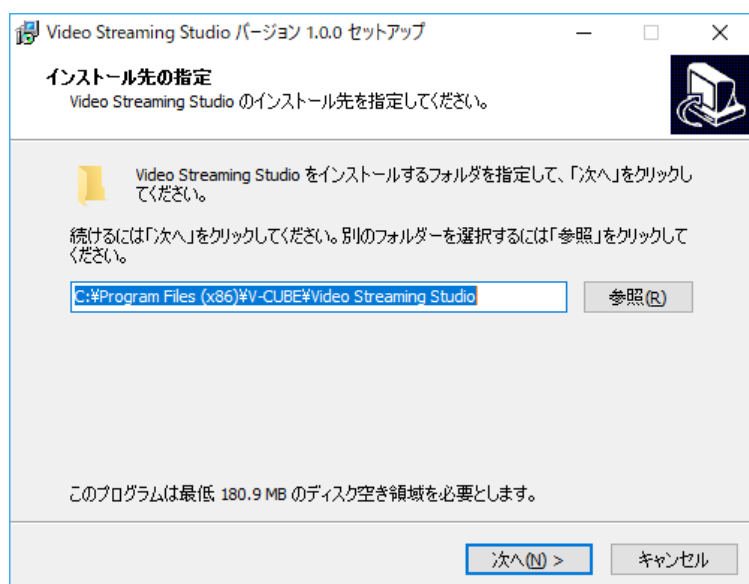 Video Streaming Studio バージョン 1.0.0 セットアップ
インストール先の指定
Video Streaming Studio のインストール先を指定してください。
Video Streaming Studio をインストールするフォルダを指定して、「次へ」をクリックし
てください。
続けるには「次へ」をクリックしてください。別のフォルダーを選択するには「参照」をクリックして
ください。
C:¥Program Files (x86)¥V-CUBE¥Video Streaming Studio
参照(R)
このプログラムは最低 180.9 MB のディスク空き領域を必要とします。
次へ(N) >
キャンセル